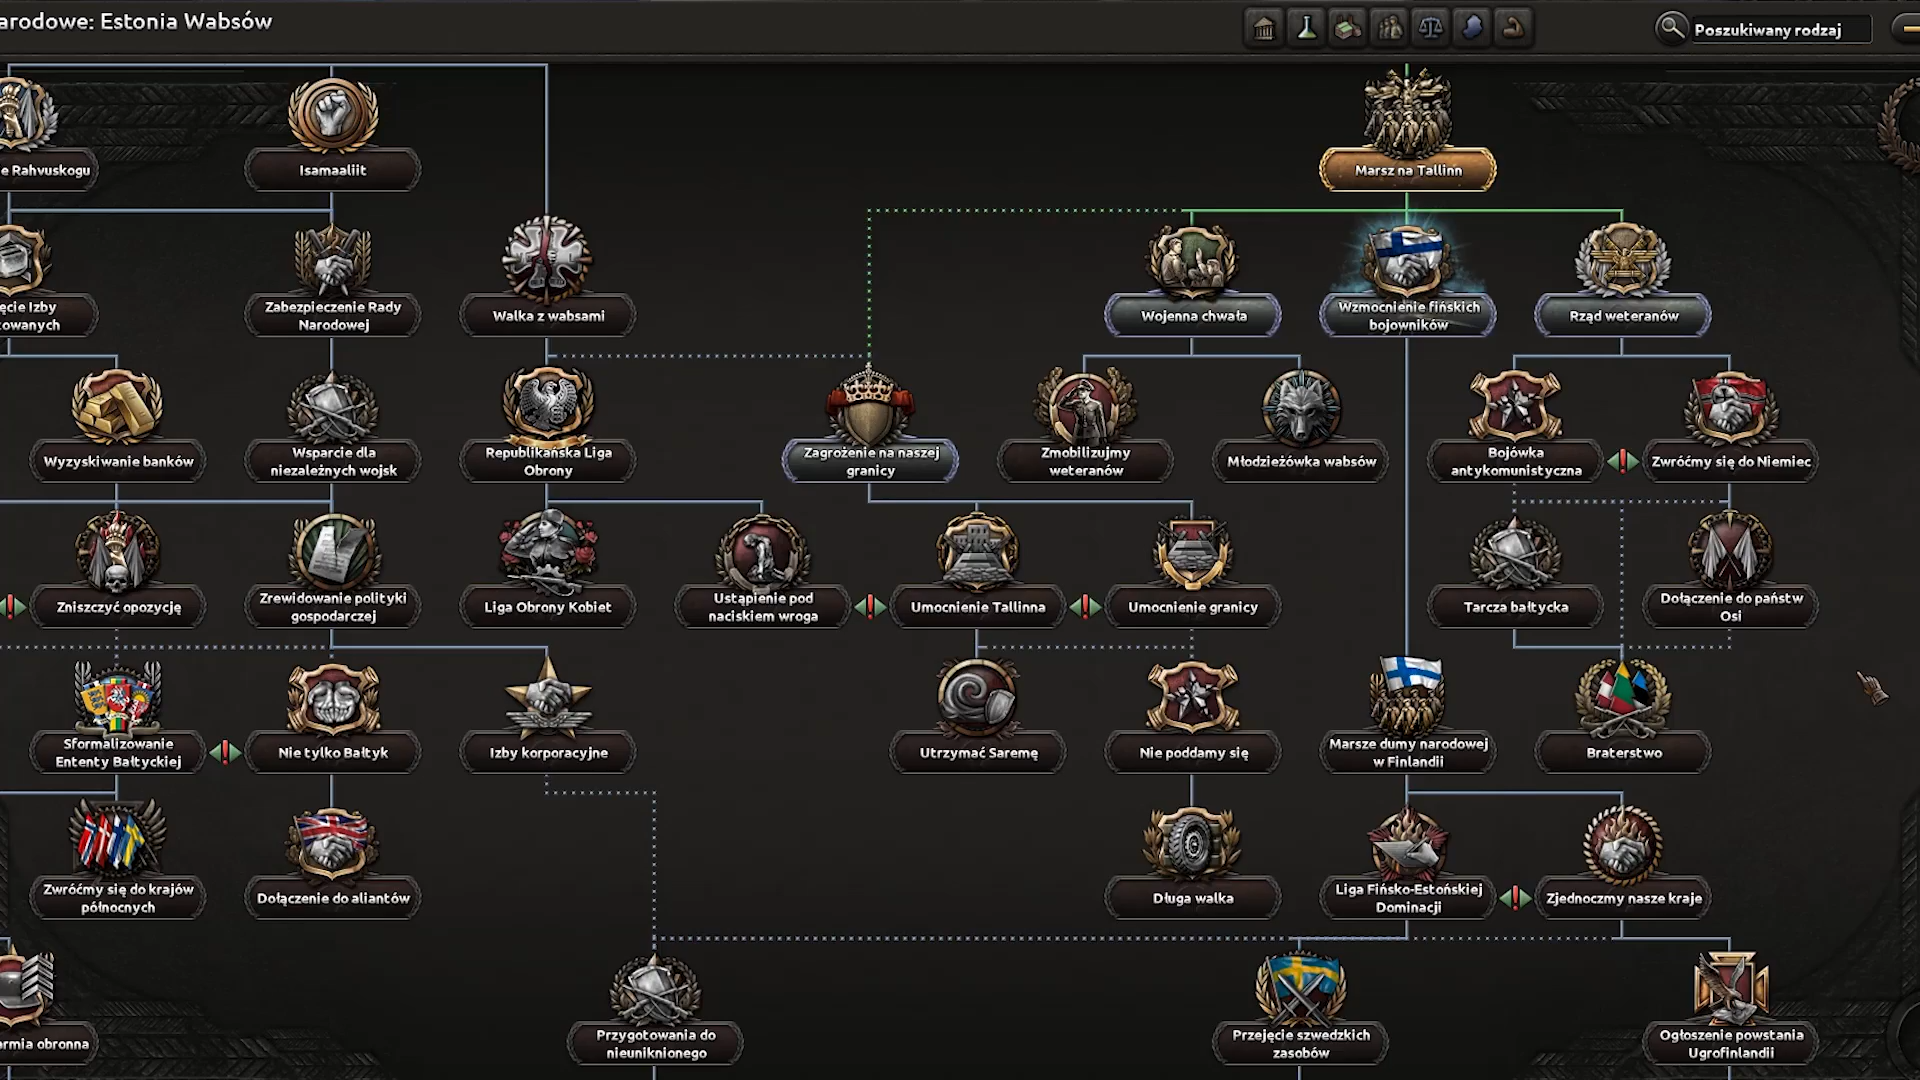 arodowe: Estonia Wabsów
Poszukiwany rodzaj
e Rahvuskogu
Isamaaliit
Marsz na Tallinn
ęcie Izby
kowanych
Zabezpieczenie Rady
Narodowej
Walka z wabsami
Wojenna chwała
Wzmocnienie fińskich
bojowników
Rząd weteranów
Wyzyskiwanie banków
Wsparcie dla
niezależnych wojsk
Republikańska Liga
Obrony
Zagrożenie na naszej
granicy
Zmobilizujmy
weteranów
Młodzieżówka wabsów
Bojówka
antykomunistyczna
Zwróćmy się do Niemiec
Zniszczyć opozycję
Zrewidowanie polityki
gospodarczej
Liga Obrony Kobiet
Ustąpienie pod
naciskiem wroga
Umocnienie Tallinna
Umocnienie granicy
Tarcza bałtycka
Dołączenie do państw
Osi
Sformalizowanie
Ententy Bałtyckiej
Nie tylko Bałtyk
Izby korporacyjne
Utrzymać Saremę
Nie poddamy się
Marsze dumy narodowej
w Finlandii
Braterstwo
Zwróćmy się do krajów
północnych
Dołączenie do aliantów
Długa walka
Liga Fińsko-Estońskiej
Dominacji
Zjednoczmy nasze kraje
armia obronna
Przygotowania do
nieuniknionego
Przejęcie szwedzkich
zasobów
Ogłoszenie powstania
Ugrofinlandii